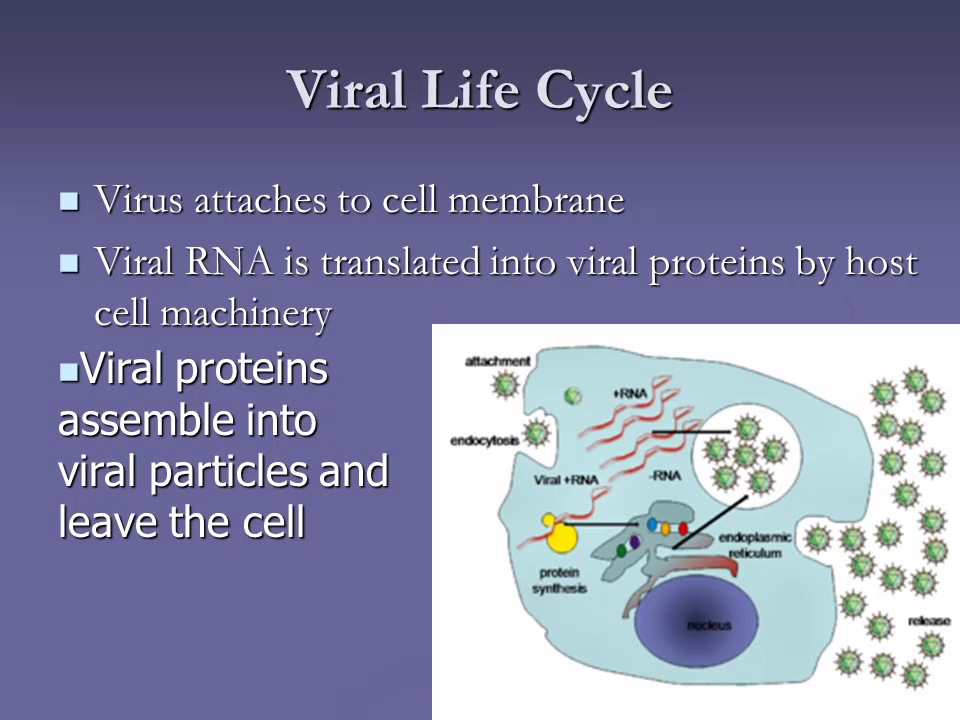 Viral Life Cycle
Virus attaches to cell membrane
Viral RNA is translated into viral proteins by host
cell machinery
Viral proteins
assemble into
viral particles and
leave the cell
attachment
+RNA
endocytosis
Viral +RNA
-RNA
endoplasmic
reticulum
protein
synthesis
nucleus
release